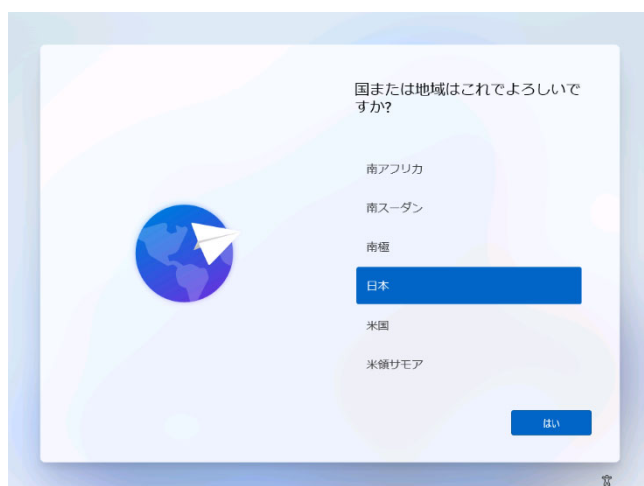 国または地域はこれでよろしいで
すか?
南アフリカ
南スーダン
南極
日本
米国
米領サモア
はい